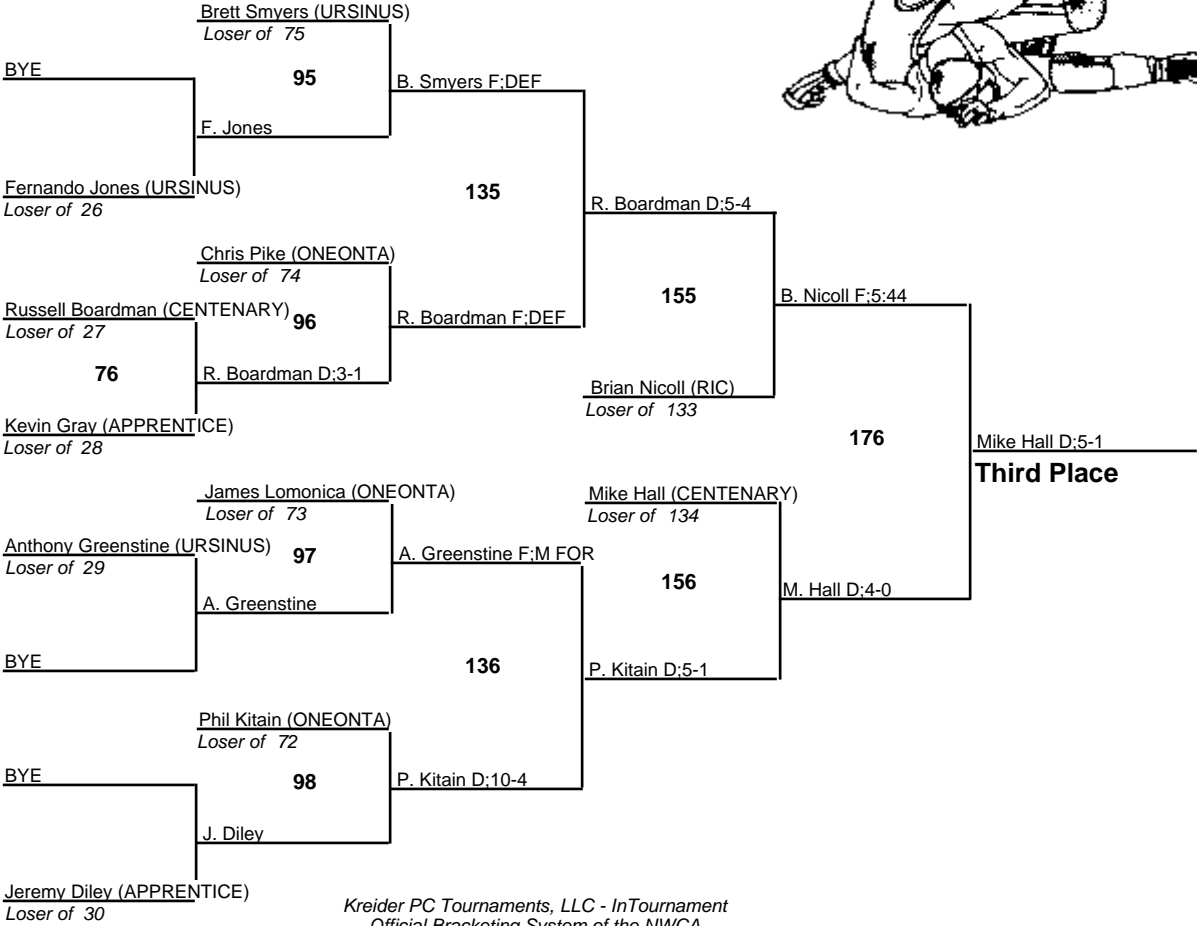 Brett Smyers (URSINUS)
Loser of 75
BYE
95
B. Smyers F;DEF
F. Jones
Fernando Jones (URSINUS)
Loser of 26
135
R. Boardman D;5-4
Chris Pike (ONEONTA)
Loser of 74
Russell Boardman (CENTENARY)
Loser of 27
96
R. Boardman F;DEF
155
B. Nicoll F;5:44
76
R. Boardman D;3-1
Brian Nicoll (RIC)
Loser of 133
Kevin Gray (APPRENTICE)
Loser of 28
176
Mike Hall D;5-1
Third Place
James Lomonica (ONEONTA)
Loser of 73
Mike Hall (CENTENARY)
Loser of 134
Anthony Greenstine (URSINUS)
Loser of 29
97
A. Greenstine F;M FOR
156
M. Hall D;4-0
A. Greenstine
BYE
136
P. Kitain D;5-1
Phil Kitain (ONEONTA)
Loser of 72
BYE
98
P. Kitain D;10-4
J. Diley
Jeremy Diley (APPRENTICE)
Loser of 30
Kreider PC Tournaments, LLC - InTournament
Official Bracketing System of the NWCA